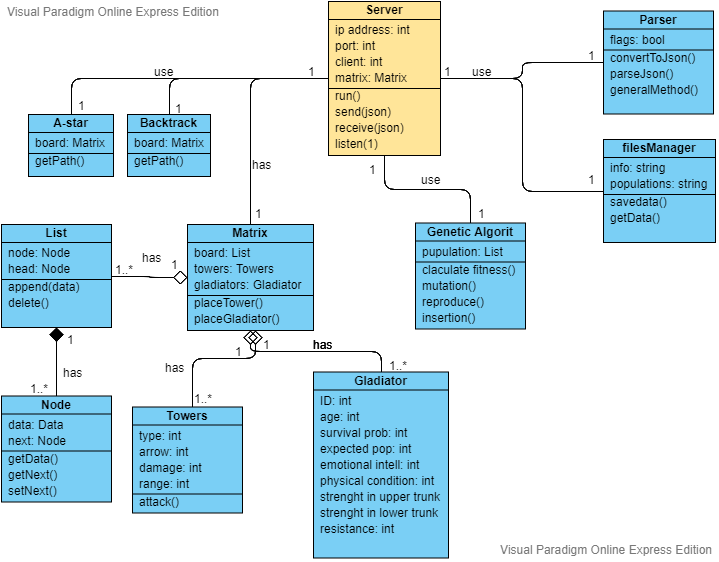 Visual Paradigm Online Express Edition
Server
ip address: int
port: int
client: int
matrix: Matrix
run()
send(json)
receive(json)
listen(1)
Parser
flags: bool
convertToJson()
parseJson()
generalMethod()
use
1
1
use
1
1
1
1
A-star
board: Matrix
getPath()
Backtrack
board: Matrix
getPath()
has
1
filesManager
info: string
populations: string
savedata()
getData()
1
1
use
1
Genetic Algorit
pupulation: List
claculate fitness()
mutation()
reproduce()
insertion()
List
node: Node
head: Node
append(data)
delete()
has
1
1..*
Matrix
board: List
towers: Towers
gladiators: Gladiator
placeTower()
placeGladiator()
1
has
1..*
Node
data: Data
next: Node
getData()
getNext()
setNext()
1
has
1..*
Towers
type: int
arrow: int
damage: int
range: int
attack()
1
has
1..*
Gladiator
ID: int
age: int
survival prob: int
expected pop: int
emotional intell: int
physical condition: int
strenght in upper trunk
strenght in lower trunk
resistance: int
Visual Paradigm Online Express Edition